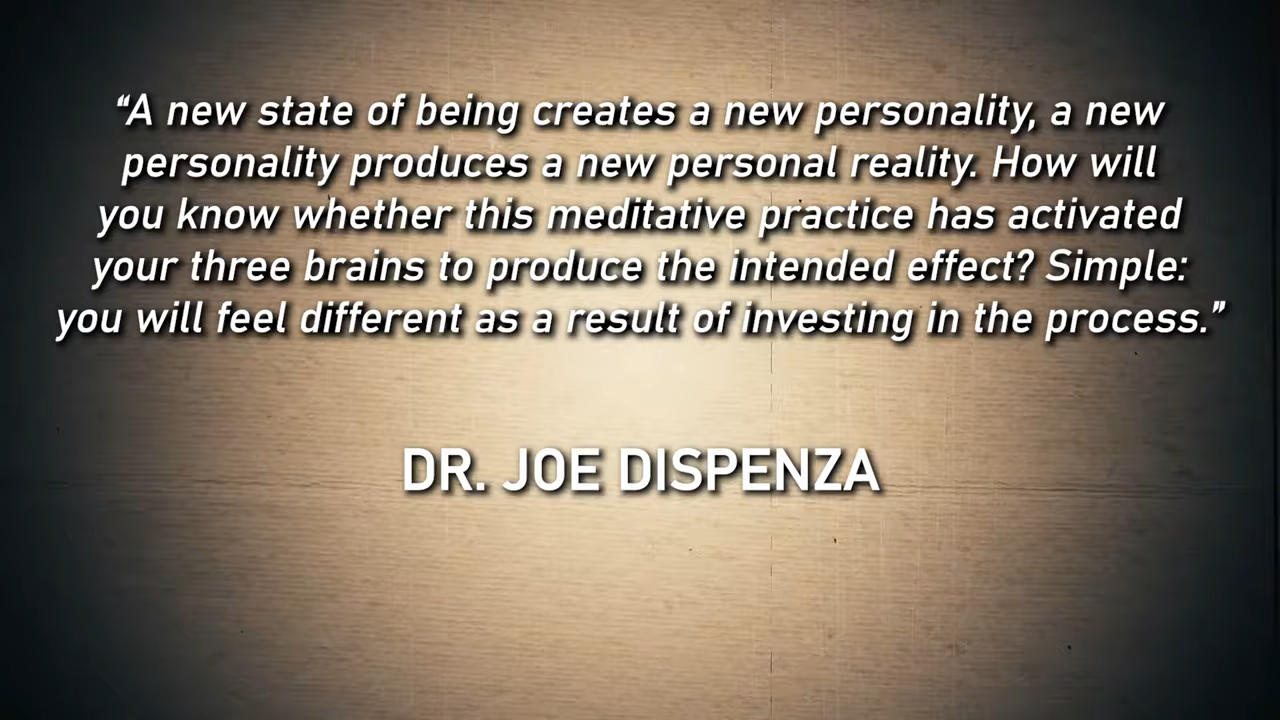 “A new state of being creates a new personality, a new
personality produces a new personal reality. How will
you know whether this meditative practice has activated
your three brains to produce the intended effect? Simple:
you will feel different as a result of investing in the process.”
DR. JOE DISPENZA